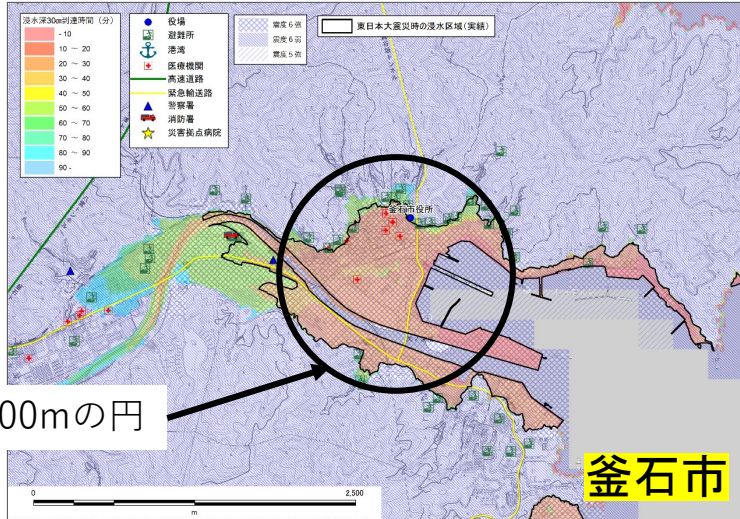 浸水深30cm到達時間（分）
- 10
10 ～ 20
20 ～ 30
30 ～ 40
40 ～ 50
50 ～ 60
60 ～ 70
70 ～ 80
80 ～ 90
90 -
役場
避難所
港湾
医療機関
高速道路
緊急輸送路
警察署
消防署
災害拠点病院
震度6強
震度6弱
震度5強
東日本大震災時の浸水区域(実績)
釜石市役所
00mの円
釜石市
0
2,500
m